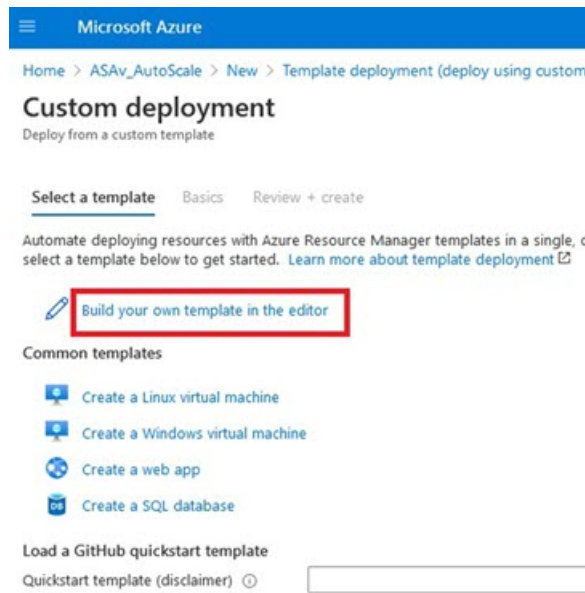 Microsoft Azure
Home > ASAv_AutoScale > New > Template deployment (deploy using custom
Custom deployment
Deploy from a custom template
Select a template Basics Review + create
Automate deploying resources with Azure Resource Manager templates in a single,
select a template below to get started. Learn more about template deployment
Build your own template in the editor
Common templates
Create a Linux virtual machine
Create a Windows virtual machine
Create a web app
Create a SQL database
Load a GitHub quickstart template
Quickstart template (disclaimer)